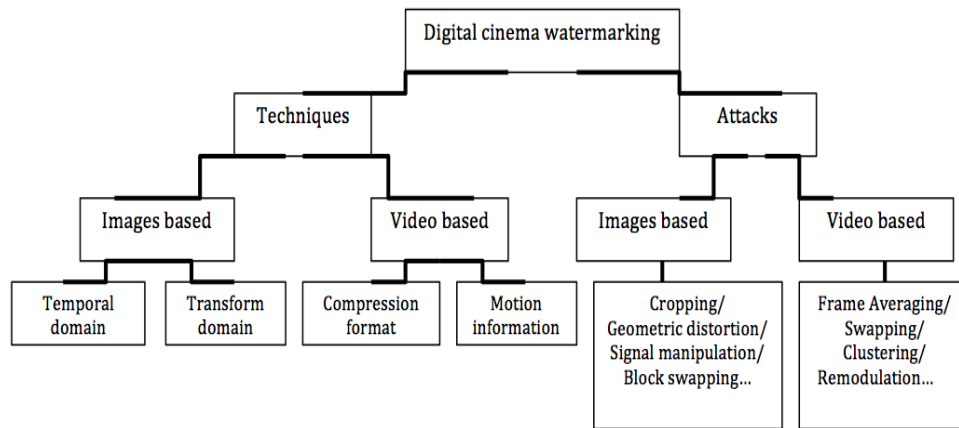 Digital cinema watermarking
Techniques
Attacks
Images based
Video based
Images based
Video based
Temporal
domain
Transform
domain
Compression
format
Motion
information
Cropping/
Geometric distortion/
Signal manipulation/
Block swapping...
Frame Averaging/
Swapping/
Clustering/
Remodulation...